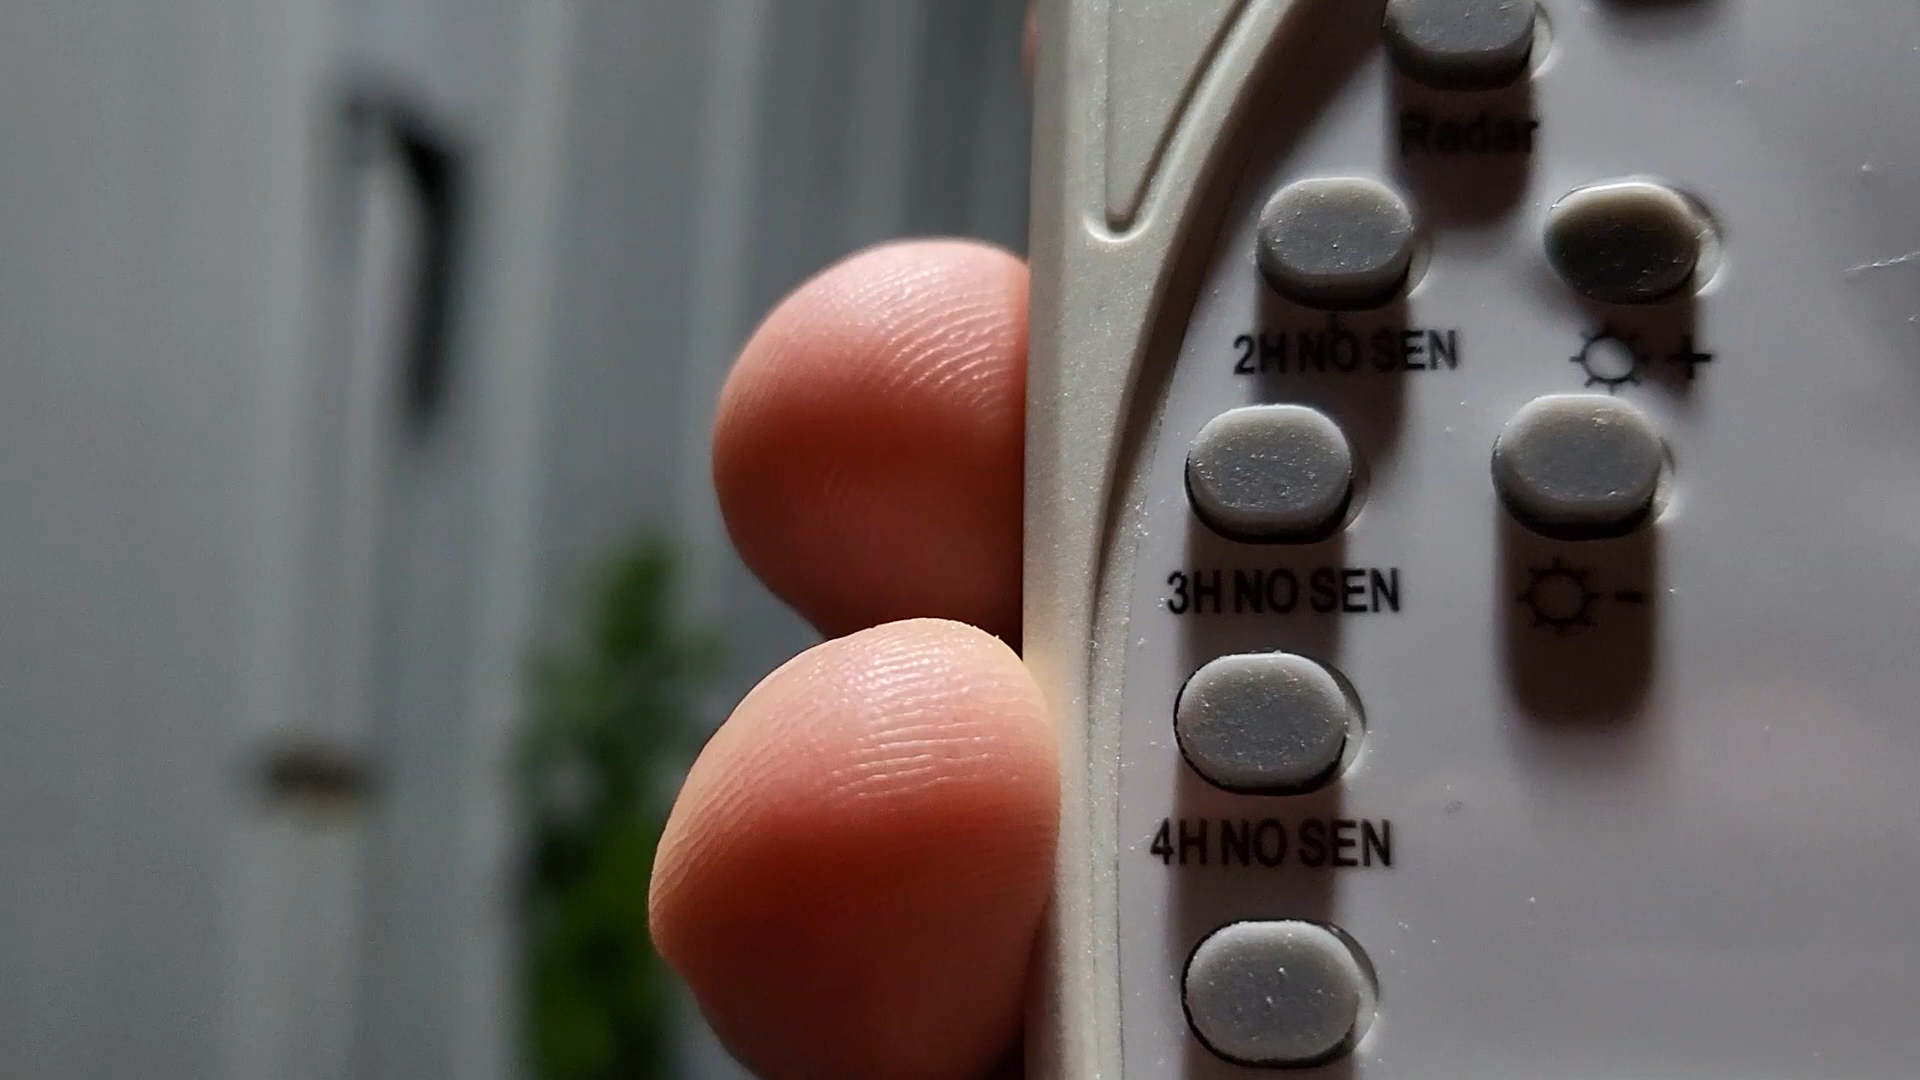 Radar
2H NO SEN
+
3H NO SEN
-
4H NO SEN